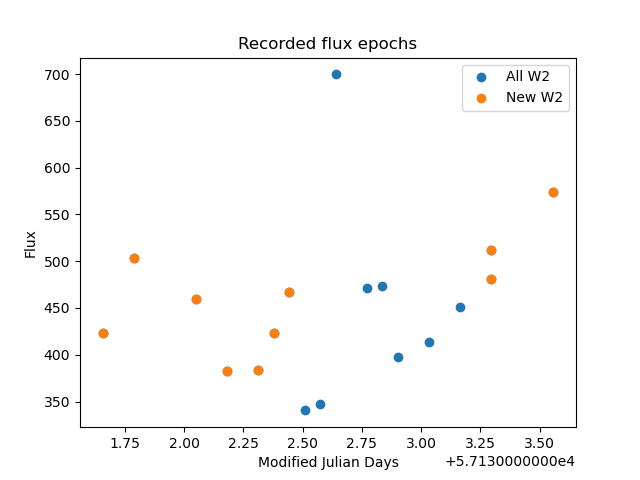 Recorded flux epochs
All W2
New W2
700
650
600
550
500
450
400
350
Flux
1.75 2.00 2.25 2.50 2.75 3.00 3.25 3.50
Modified Julian Days
+5.7130000000e4